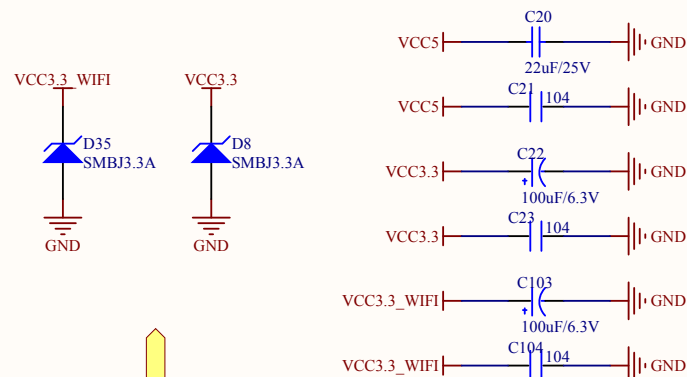 VCC3.3_WIFI
D35
SMBJ3.3A
GND
VCC3.3
D8
SMBJ3.3A
GND
C20
VCC5
GND
22uF/25V
C21
104
VCC5
GND
C22
VCC3.3
GND
100uF/6.3V
C23
104
VCC3.3
GND
C103
VCC3.3_WIFI
GND
100uF/6.3V
C104
104
VCC3.3_WIFI
GND